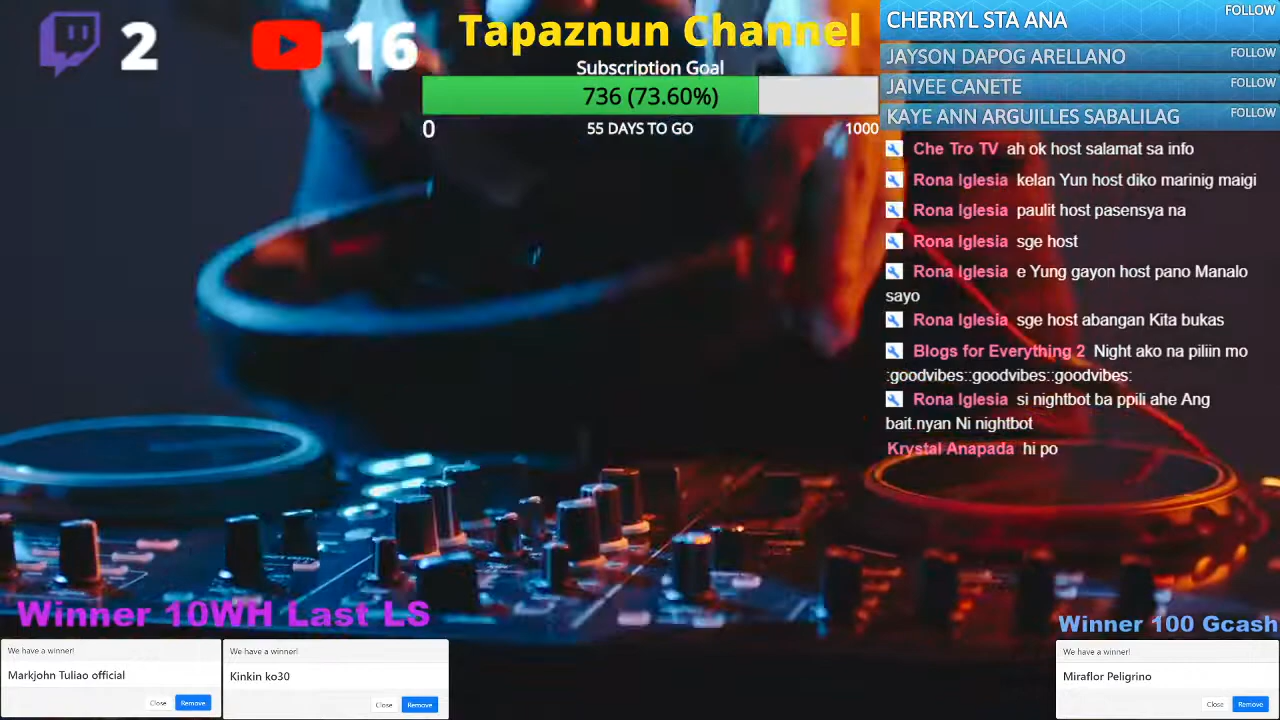 2
16
Tapaznun Channel
Subscription Goal
736 (73.60%)
0
55 DAYS TO GO
1000
CHERRYL STA ANA
FOLLOW
JAYSON DAPOG ARELLANO
FOLLOW
JAIVEE CANETE
FOLLOW
KAYE ANN ARGUILLES SABALILAG
FOLLOW
Che Tro TV ah ok host salamat sa info
Rona Iglesia kelan Yun host diko marinig maigi
Rona Iglesia paulit host pasensya na
Rona Iglesia sge host
Rona Iglesia e Yung gayon host pano Manalo
sayo
Rona Iglesia sge host abangan Kita bukas
Blogs for Everything 2 Night ako na piliin mo
:goodvibes::goodvibes::goodvibes:
Rona Iglesia si nightbot ba ppili ahe Ang
bait.nyan Ni nightbot
Krystal Anapada hi po
Winner 10WH Last LS
We have a winner!
Markjohn Tuliao official
Close
Remove
We have a winner!
Kinkin ko30
Close
Remove
Winner 100 Gcash
We have a winner!
Miraflor Peligrino
Close
Remove